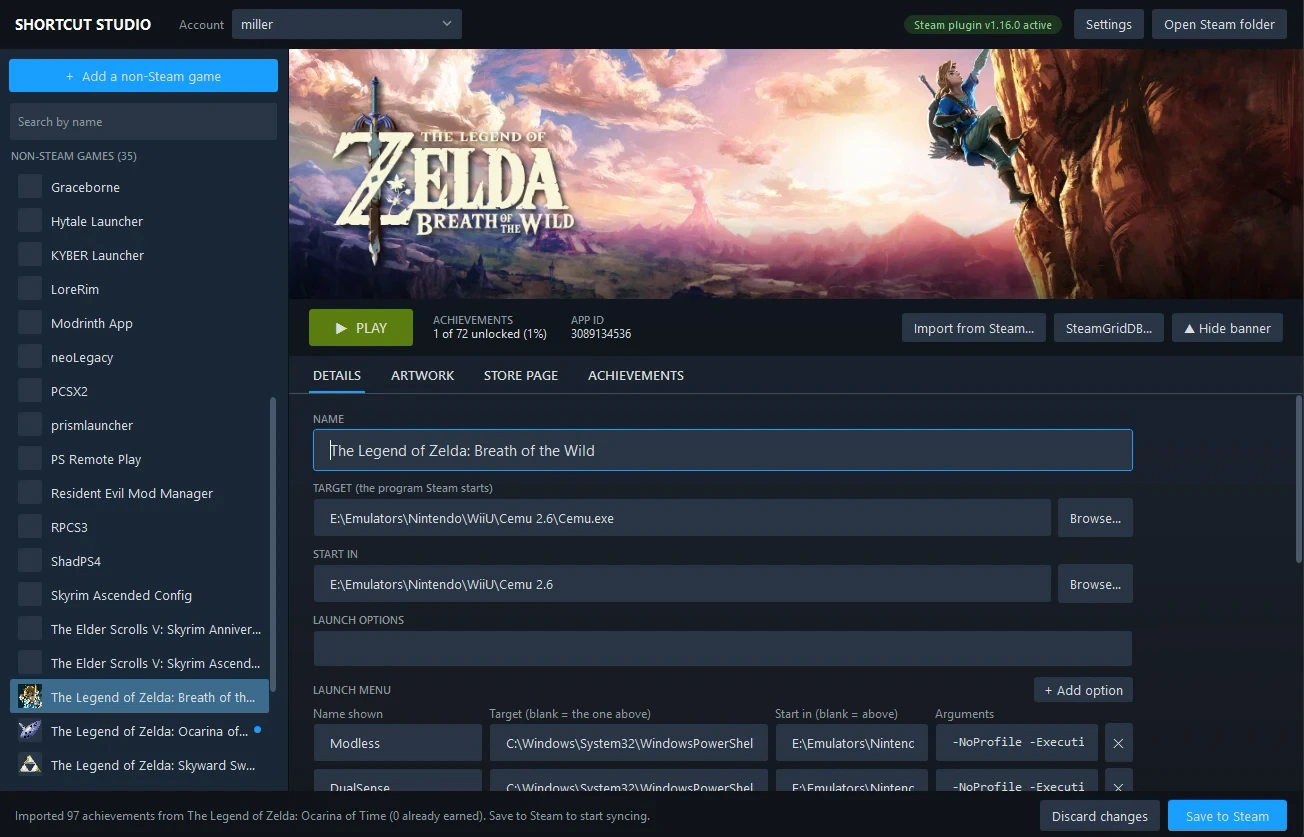 SHORTCUT STUDIO Account miller Steam plugin v1.16.0 active Settings Open Steam folder
+ Add a non-Steam game
Search by name
NON-STEAM GAMES (35)
Graceborne
Hytale Launcher
KYBER Launcher
LoreRim
Modrinth App
neoLegacy
PCSX2
prismlauncher
PS Remote Play
Resident Evil Mod Manager
RPCS3
ShadPS4
Skyrim Ascended Config
The Elder Scrolls V: Skyrim Anniver...
The Elder Scrolls V: Skyrim Ascend...
The Legend of Zelda: Breath of th...
The Legend of Zelda: Ocarina of...
The Legend of Zelda: Skyward Sw...
THE LEGEND OF
ZELDA
BREATH OF THE WILD
PLAY
ACHIEVEMENTS
1 of 72 unlocked (1%)
APP ID
3089134536
Import from Steam... SteamGridDB... Hide banner
DETAILS ARTWORK STORE PAGE ACHIEVEMENTS
NAME
The Legend of Zelda: Breath of the Wild
TARGET (the program Steam starts)
E:\Emulators\Nintendo\WiiU\Cemu 2.6\Cemu.exe Browse...
START IN
E:\Emulators\Nintendo\WiiU\Cemu 2.6 Browse...
LAUNCH OPTIONS
LAUNCH MENU + Add option
Name shown Target (blank = the one above) Start in (blank = above) Arguments
Modless C:\Windows\System32\WindowsPowerShel E:\Emulators\Nintenc -NoProfile -Executi
DualSense C:\Windows\System32\WindowsPowerShel E:\Emulators\Nintenc -NoProfile -Executi
Imported 97 achievements from The Legend of Zelda: Ocarina of Time (0 already earned). Save to Steam to start syncing. Discard changes Save to Steam